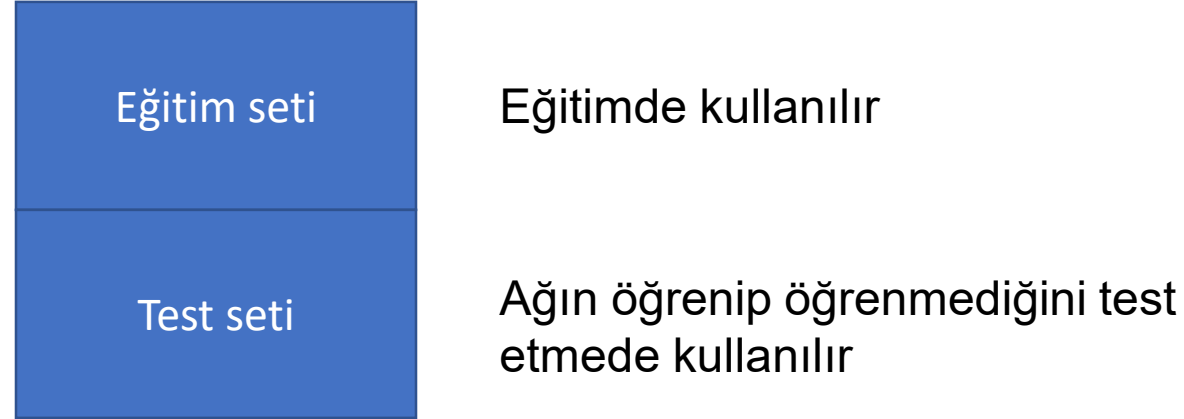 Eğitim seti
Eğitimde kullanılır
Test seti
Ağın öğrenip öğrenmediğini test
etmede kullanılır